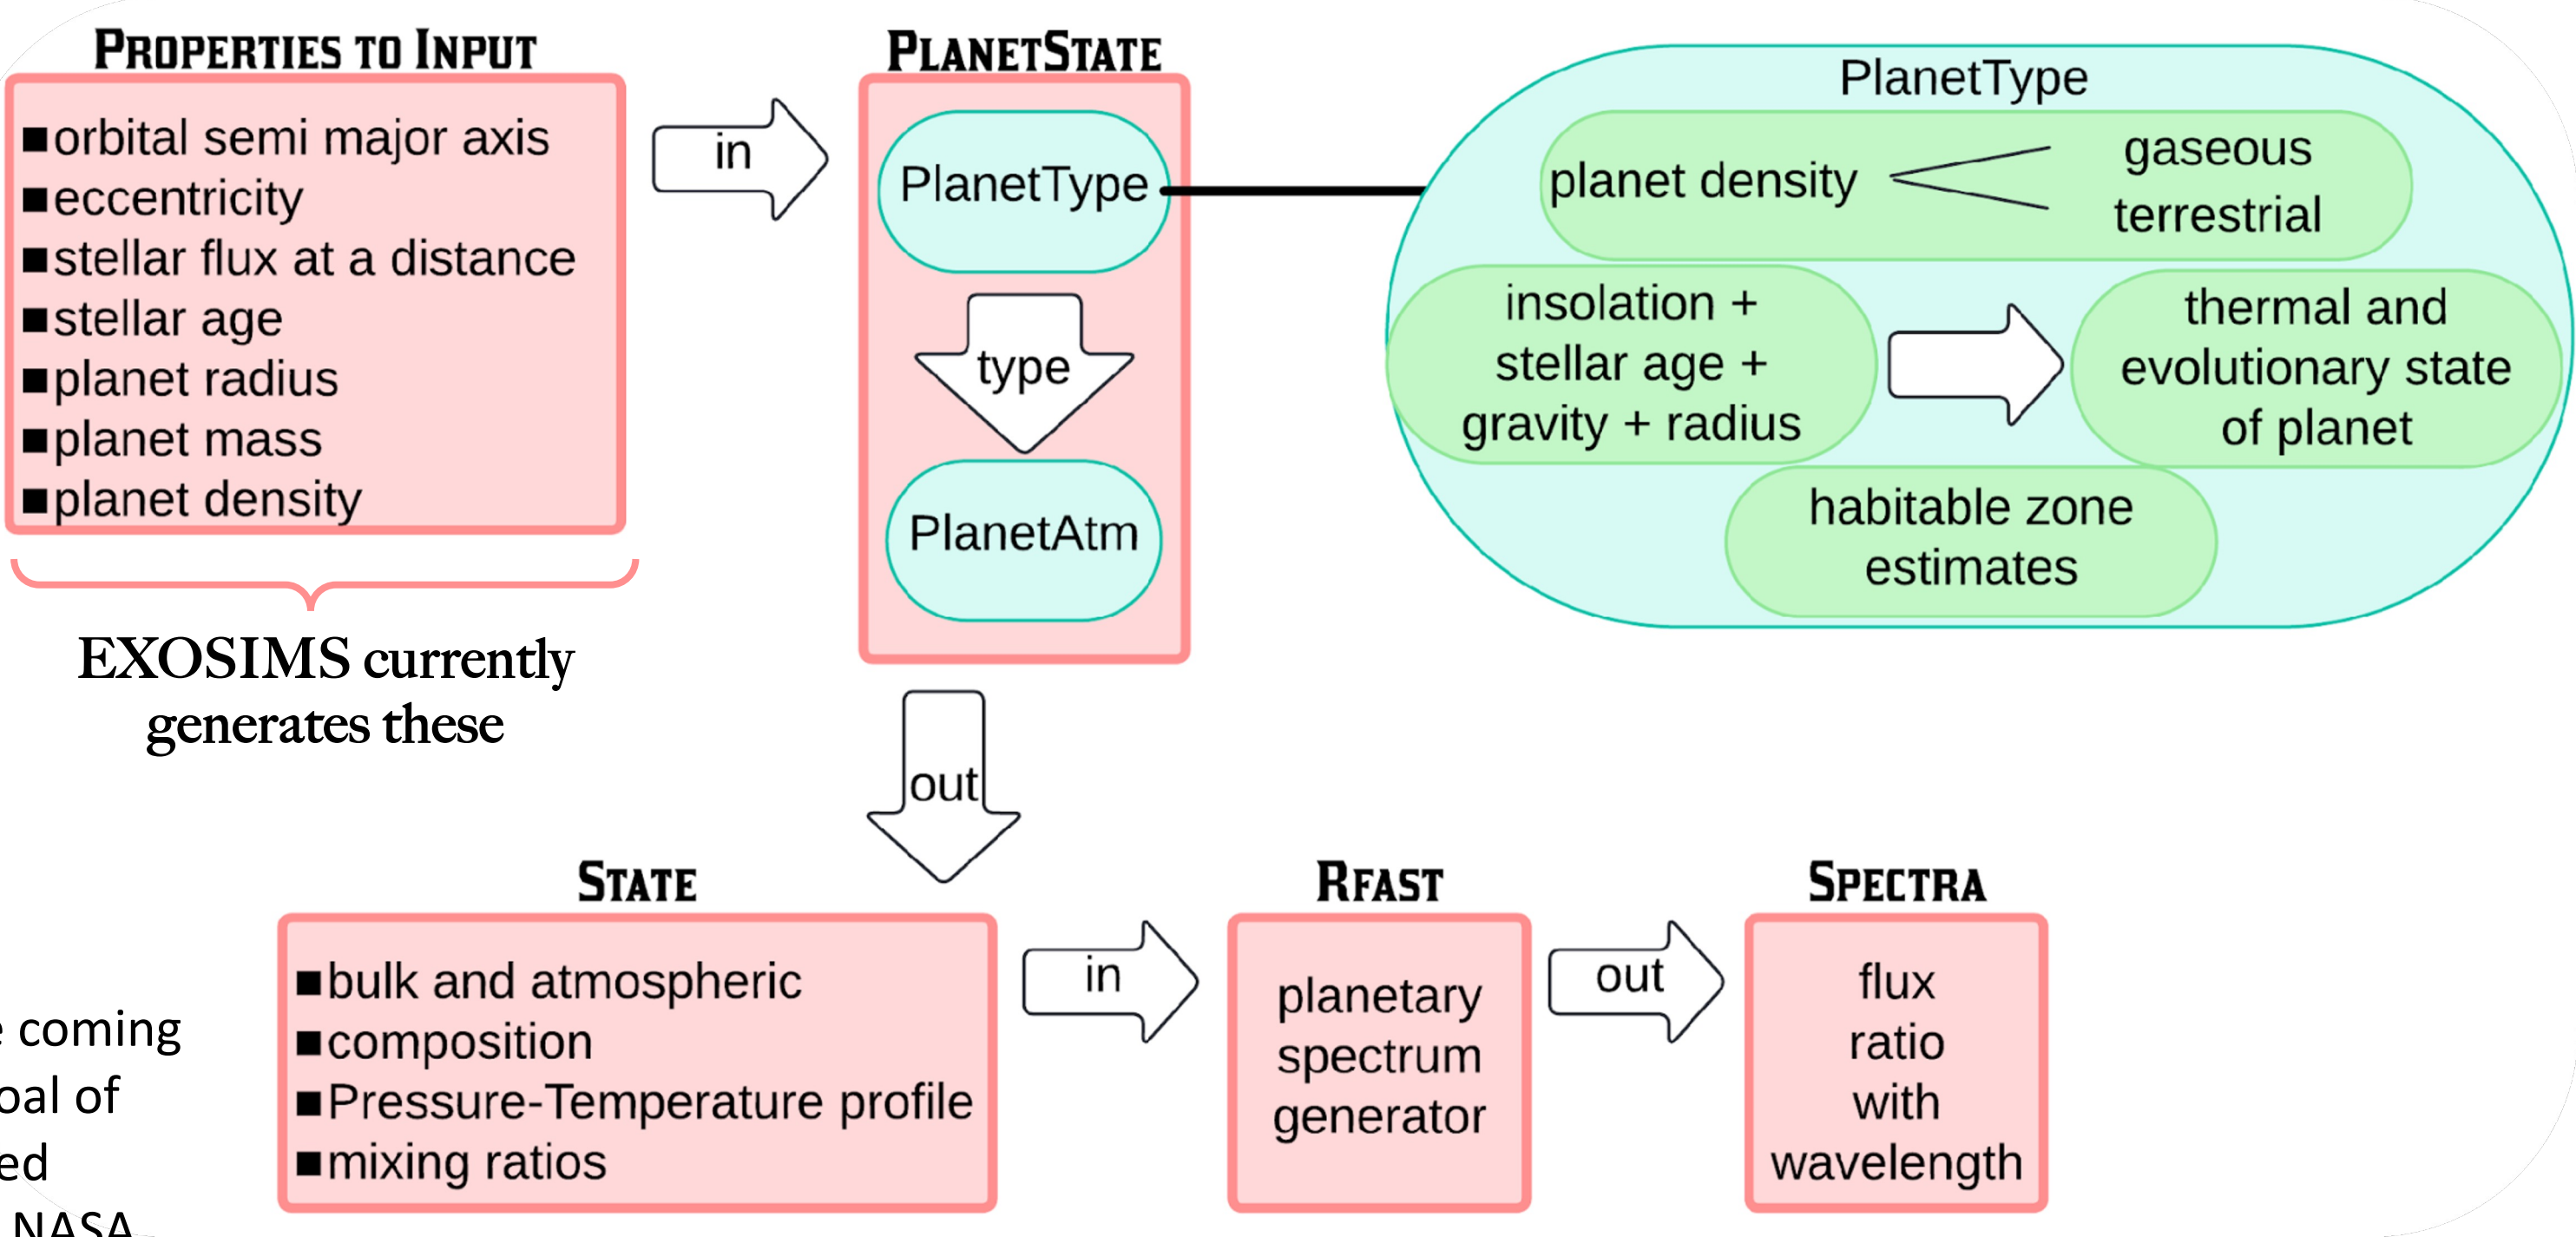 PROPERTIES TO INPUT
■orbital semi major axis
■eccentricity
■stellar flux at a distance
■stellar age
■planet radius
■planet mass
■planet density
EXOSIMS currently
generates these
in
PLANETSTATE
PlanetType
type
PlanetAtm
PlanetType
planet density
gaseous
terrestrial
insolation +
stellar age +
gravity + radius
thermal and
evolutionary state
of planet
habitable zone
estimates
out
STATE
■bulk and atmospheric
■composition
■Pressure-Temperature profile
■mixing ratios
in
RFAST
planetary
spectrum
generator
out
SPECTRA
flux
ratio
with
wavelength
coming
of
NASA